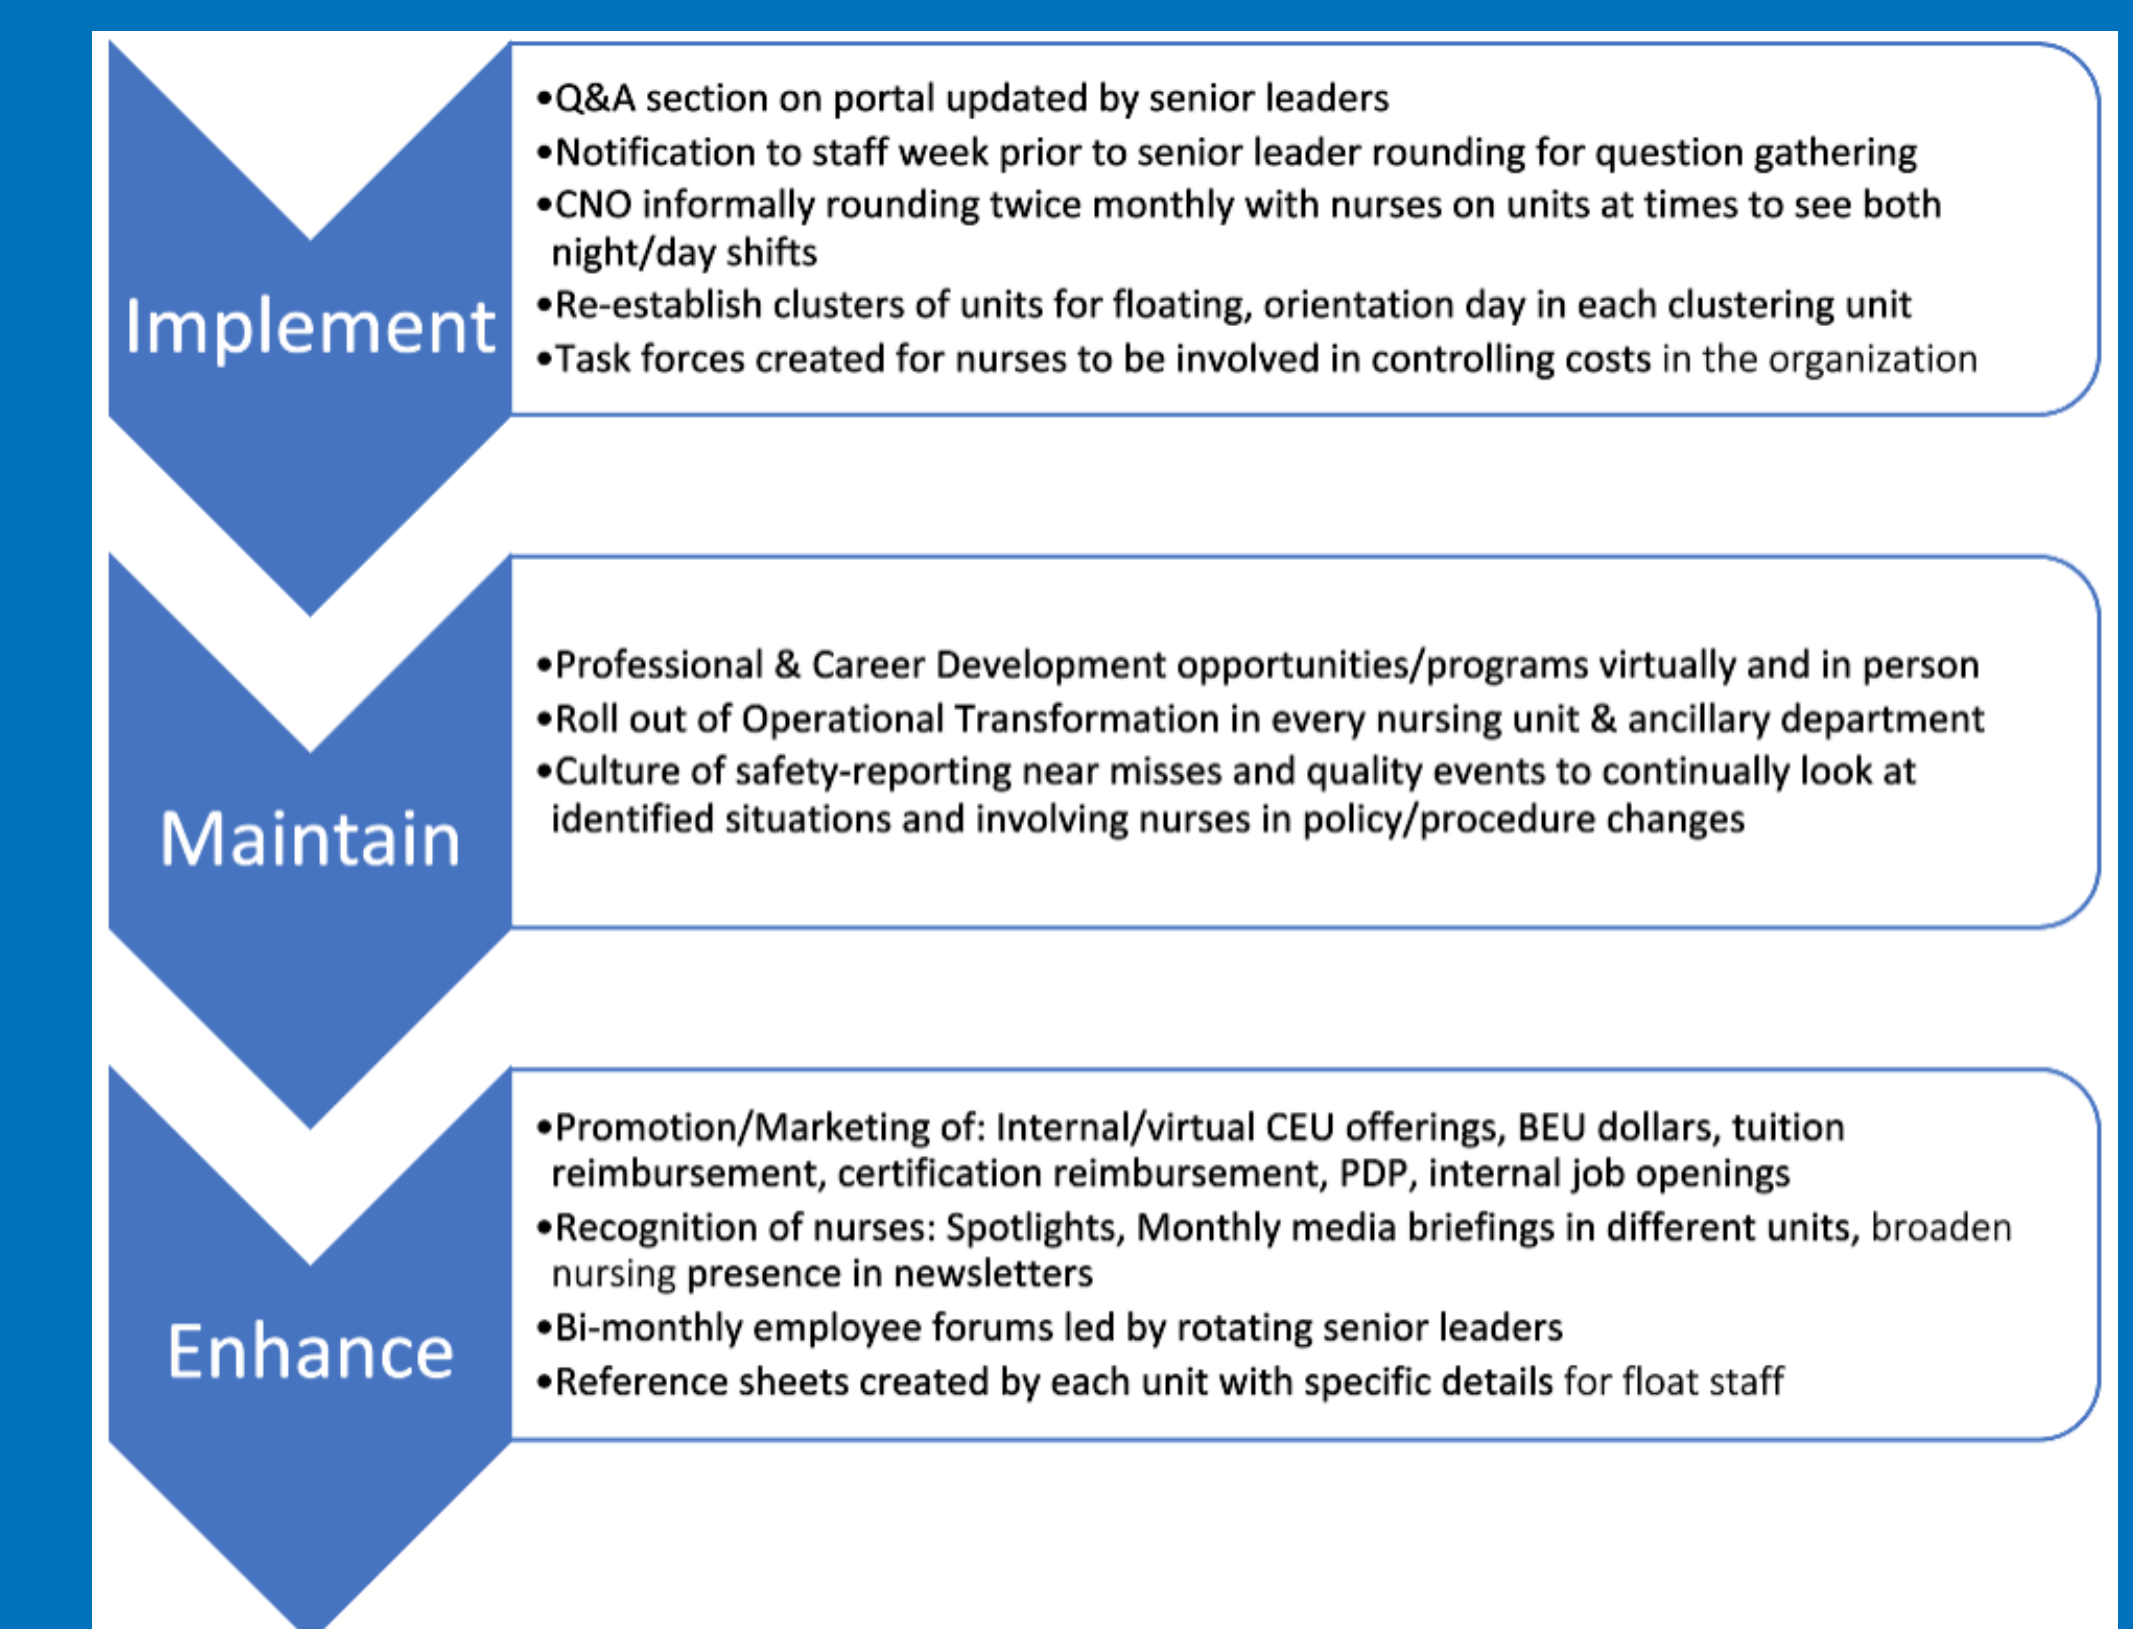 Implement
•Q&A section on portal updated by senior leaders
•Notification to staff week prior to senior leader rounding for question gathering
•CNO informally rounding twice monthly with nurses on units at times to see both
night/day shifts
•Re-establish clusters of units for floating, orientation day in each clustering unit
•Task forces created for nurses to be involved in controlling costs in the organization
Maintain
•Professional & Career Development opportunities/programs virtually and in person
•Roll out of Operational Transformation in every nursing unit & ancillary department
•Culture of safety-reporting near misses and quality events to continually look at
identified situations and involving nurses in policy/procedure changes
Enhance
•Promotion/Marketing of: Internal/virtual CEU offerings, BEU dollars, tuition
reimbursement, certification reimbursement, PDP, internal job openings
•Recognition of nurses: Spotlights, Monthly media briefings in different units, broaden
nursing presence in newsletters
•Bi-monthly employee forums led by rotating senior leaders
•Reference sheets created by each unit with specific details for float staff